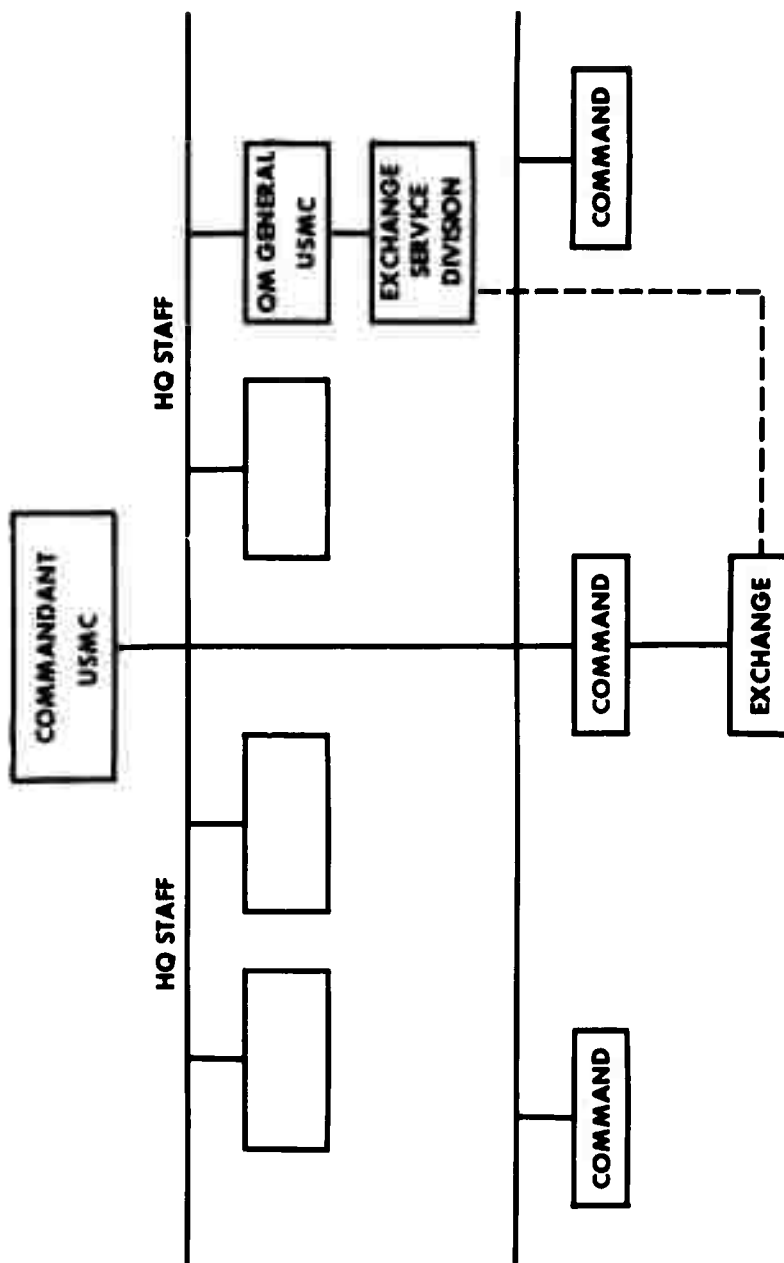 COMMANDANT
USMC
HQ STAFF
HQ STAFF
QM GENERAL
USMC
EXCHANGE
SERVICE
DIVISION
COMMAND
COMMAND
COMMAND
EXCHANGE